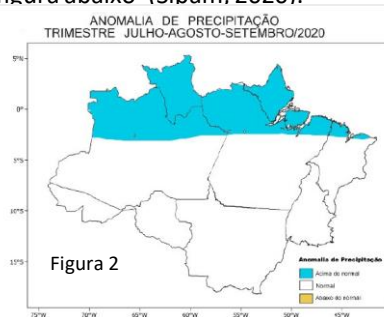 figura abaixo (Sipam, 2020).
ANOMALIA DE PRECIPITAÇÃO
TRIMESTRE JULHO-AGOSTO-SETEMBRO/2020
5°N
0°
5°S
10°S
15°S
Figura 2
Anomalia de Precipitação
Acima do normal
Normal
Abaixo do normal
75°W 70°W 65°W 60°W 55°W 50°W 45°W